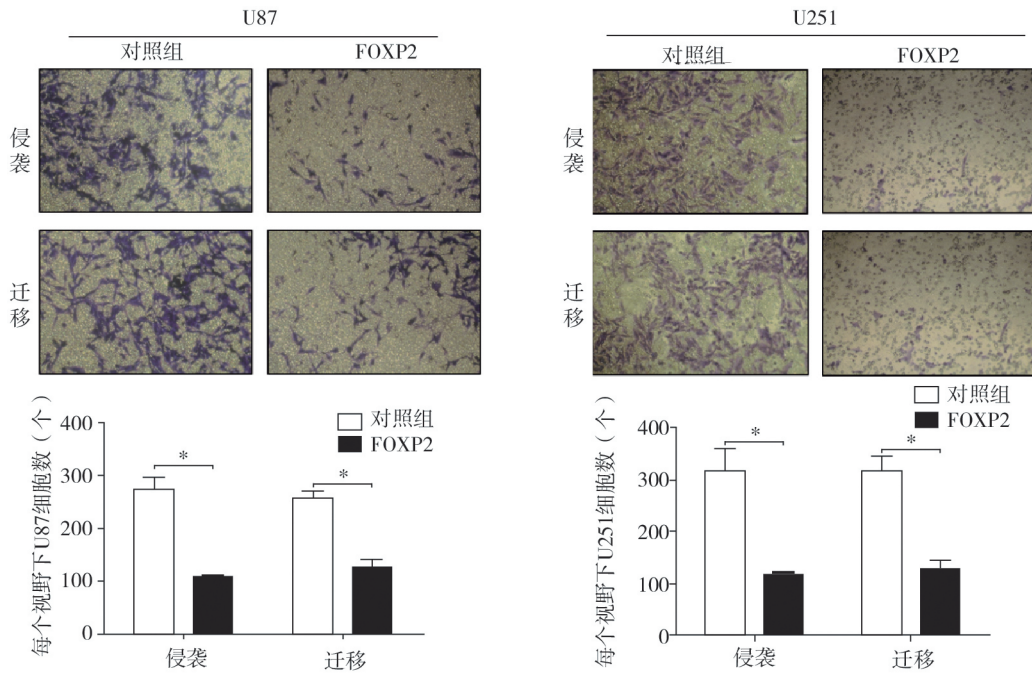 U87
对照组
FOXP2
侵袭
迁移
每个视野下U87细胞数（个）
400
300
200
100
0
对照组
FOXP2
*
*
侵袭
迁移
U251
对照组
FOXP2
侵袭
迁移
每个视野下U251细胞数（个）
400
300
200
100
0
对照组
FOXP2
*
*
侵袭
迁移